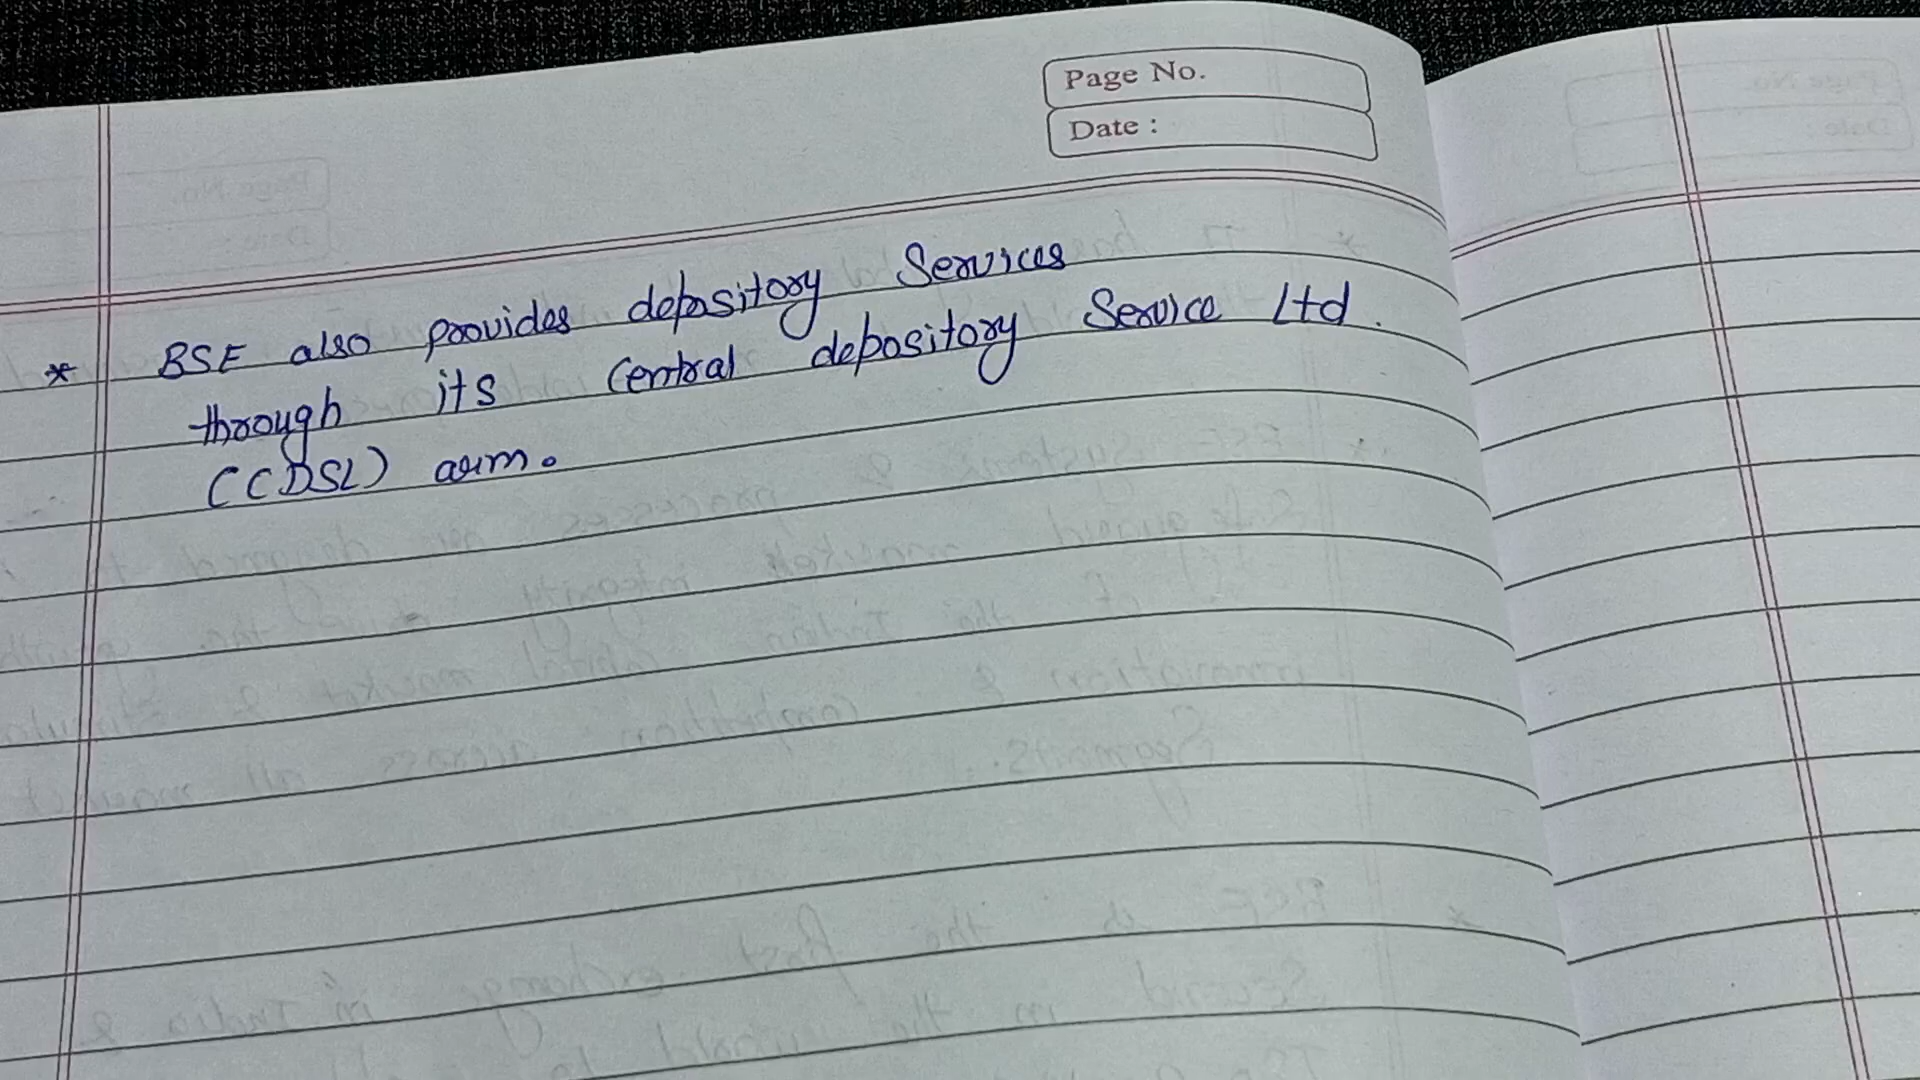 Page No.
Date :
* BSE also provides depository Services
through its Central depository Service Ltd.
(CDSL) arm.